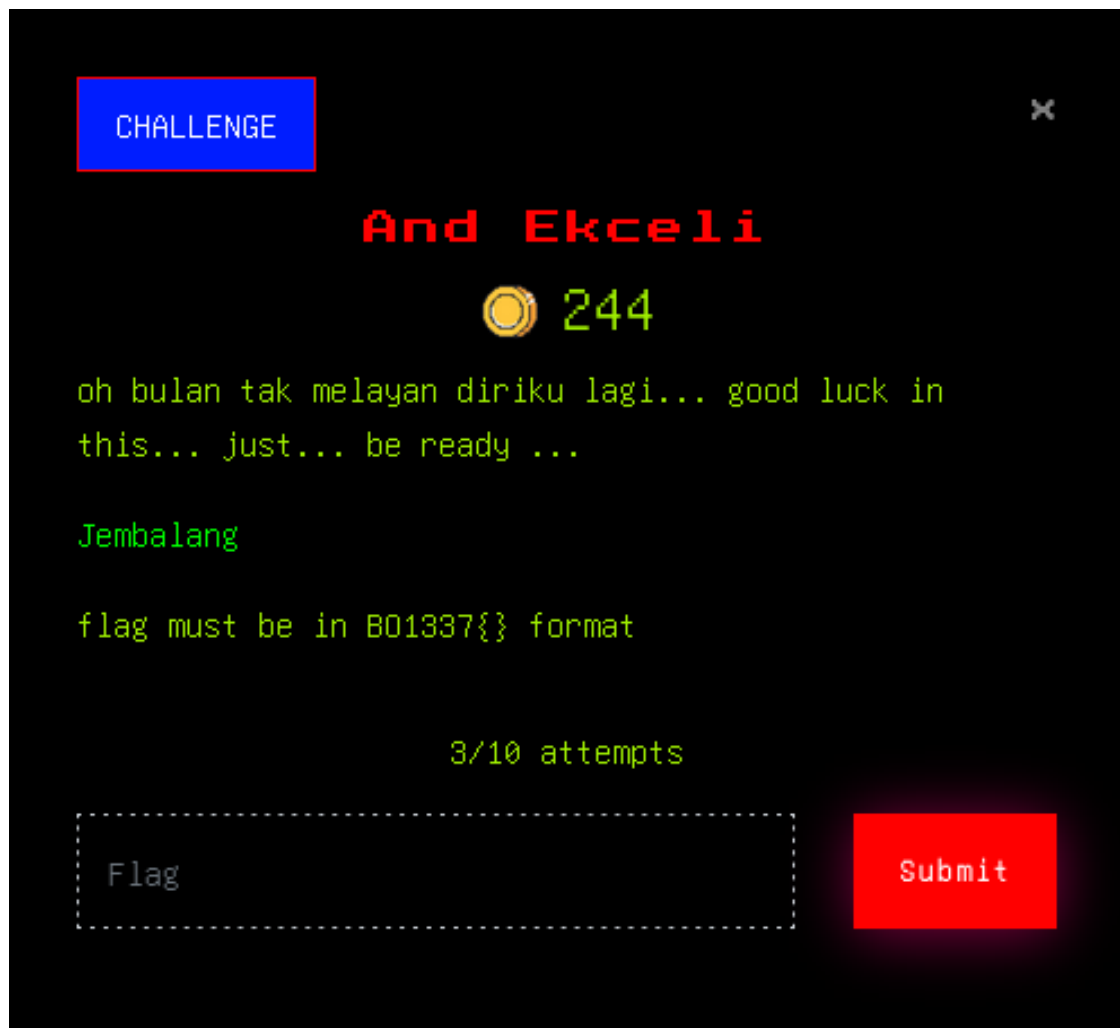 CHALLENGE
×
And Ekceli
244
oh bulan tak melayan diriku lagi... good luck in
this... just... be ready ...
Jembalang
flag must be in BO1337{} format
3/10 attempts
Flag
Submit